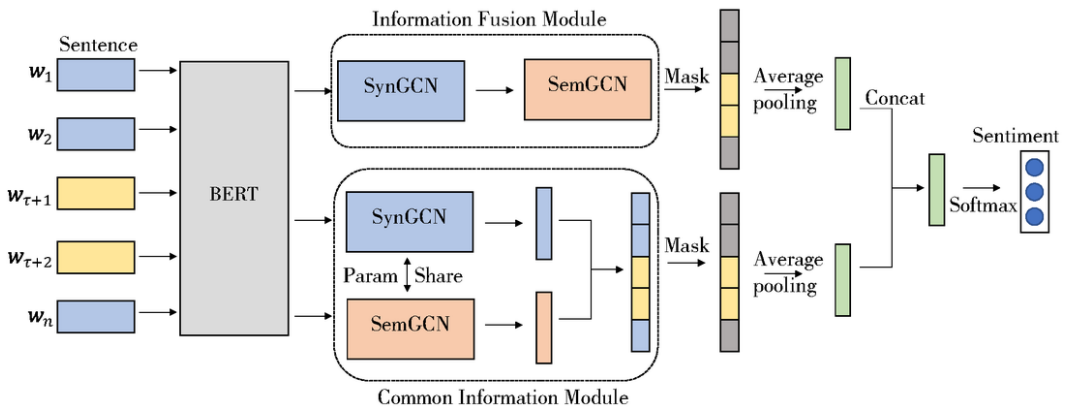 Information Fusion Module
Sentence
w1
w2
wτ+1
wτ+2
wn
BERT
SynGCN
SemGCN
Mask
Average
pooling
Concat
SynGCN
Param Share
SemGCN
Mask
Average
pooling
Sentiment
Softmax
Common Information Module